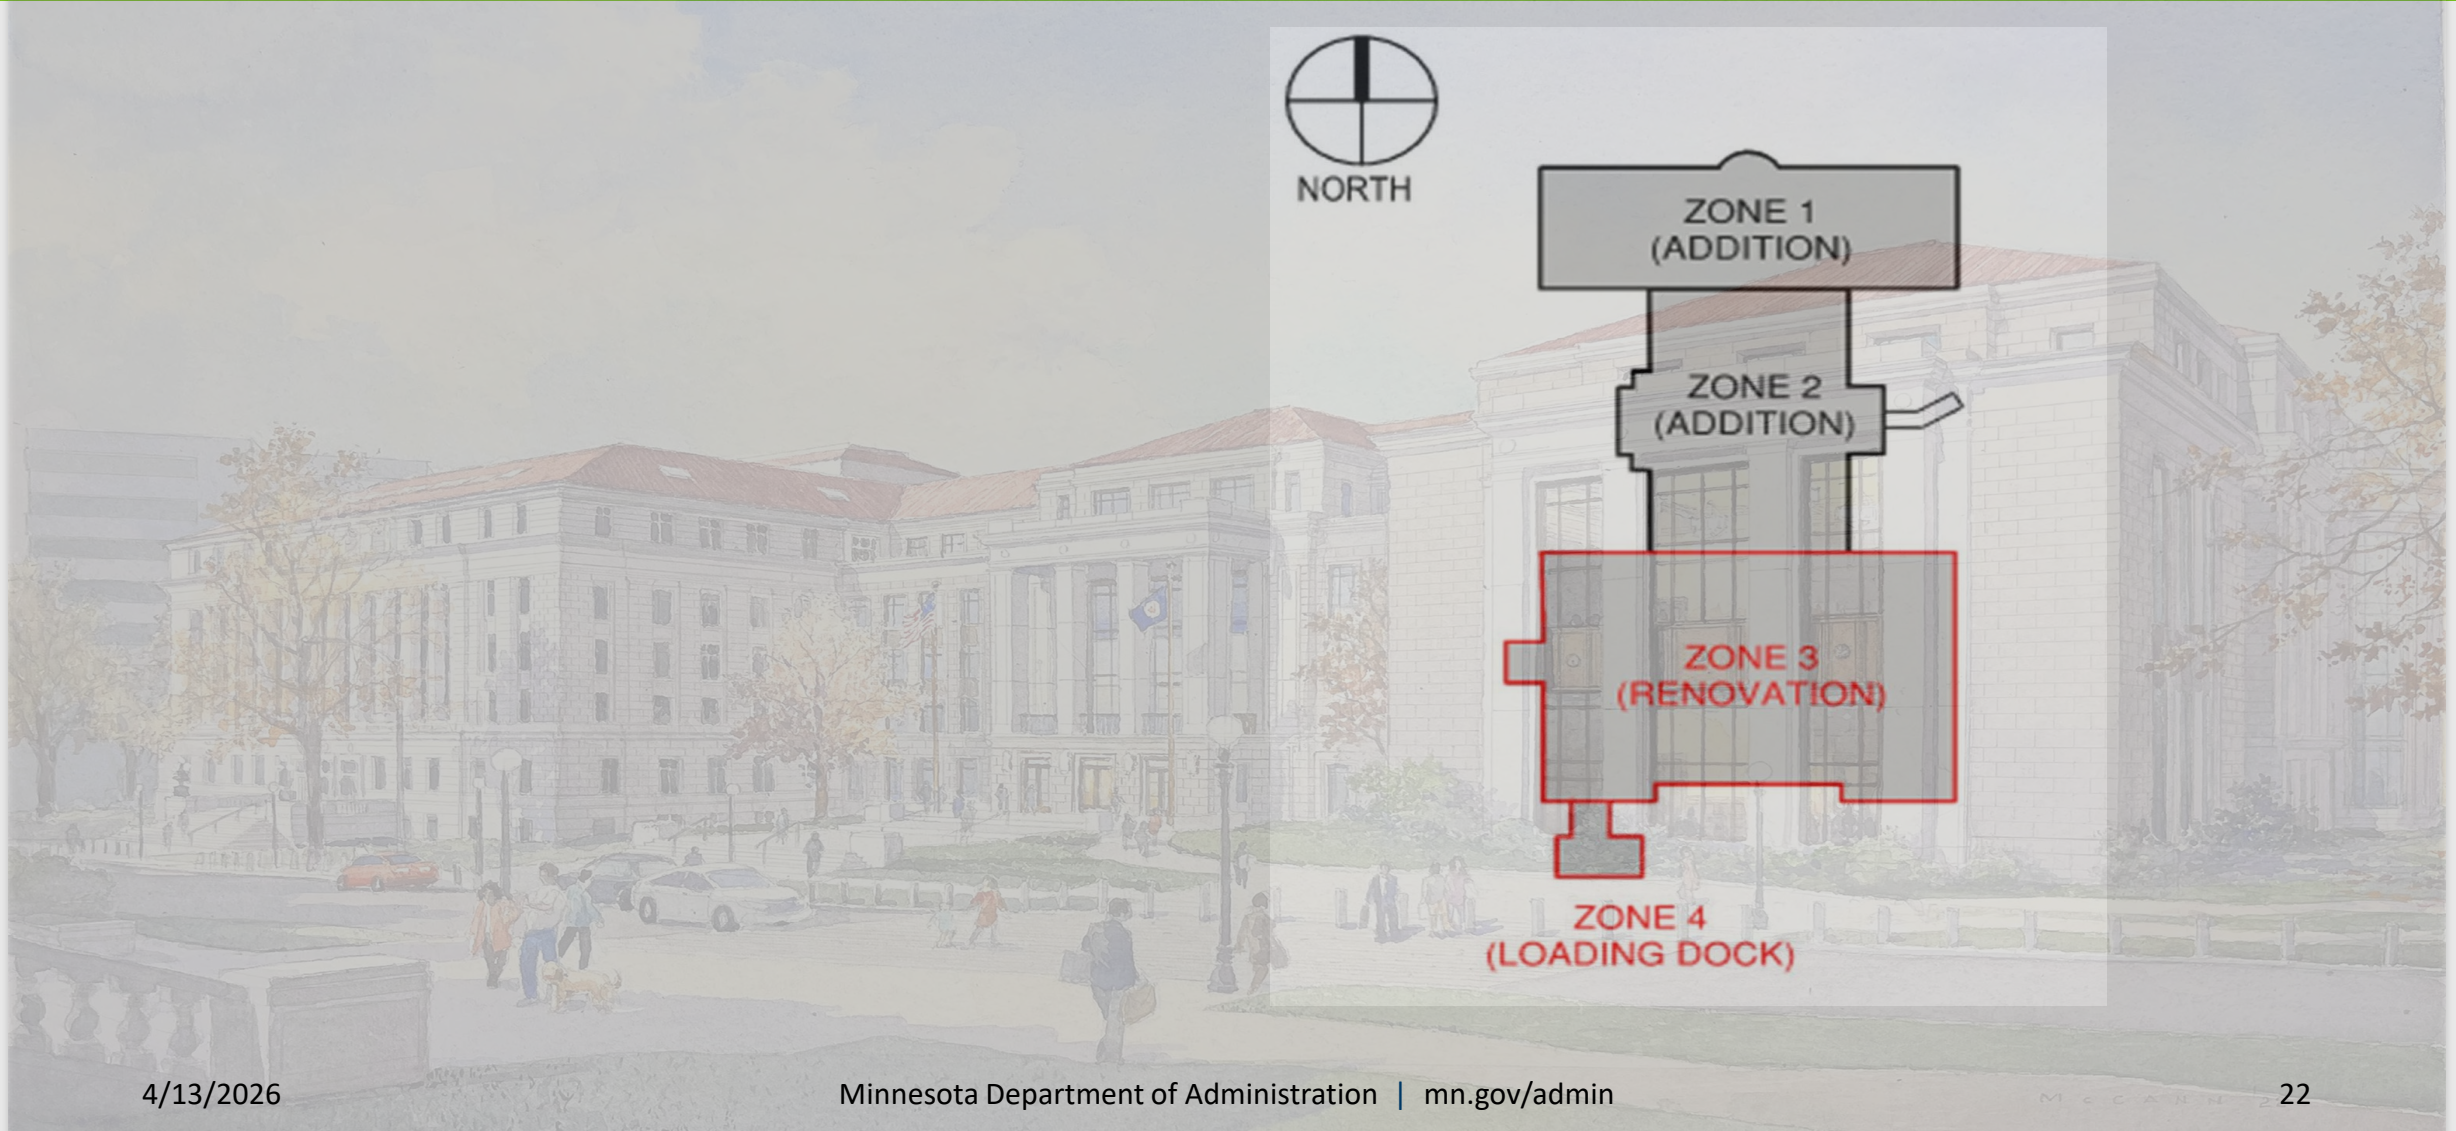 NORTH
ZONE 1
(ADDITION)
ZONE 2
(ADDITION)
ZONE 3
(RENOVATION)
ZONE 4
(LOADING DOCK)
4/13/2026
Minnesota Department of Administration | mn.gov/admin
22
McCANN